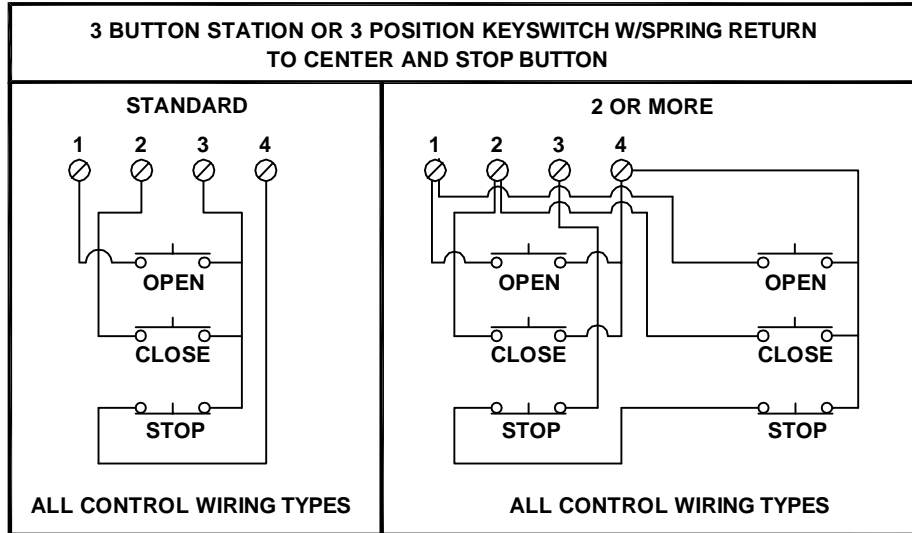 3 BUTTON STATION OR 3 POSITION KEYSWITCH W/SPRING RETURN
TO CENTER AND STOP BUTTON
STANDARD
1 2 3 4
OPEN
CLOSE
STOP
ALL CONTROL WIRING TYPES
2 OR MORE
1 2 3 4
OPEN OPEN
CLOSE CLOSE
STOP STOP
ALL CONTROL WIRING TYPES